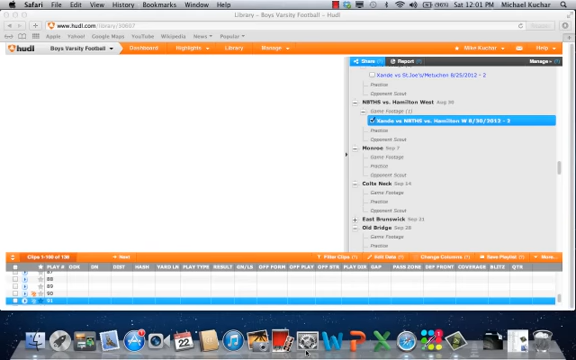 Safari File Edit View History Bookmarks Window Help (96%) Sat 12:01 PM Michael Kuchar
Library - Boys Varsity Football - Hudl
www.hudl.com/library/
Apple Yahoo! Google Maps YouTube Wikipedia News Popular
hudl Boys Varsity Football Dashboard Highlights Library Manage Mike Kuchar Help
Share Report Manage
Xande vs St.Joe's/Metuchen 8/25/2012 - 2
Practice
Opponent Scout
NBTHS vs. Hamilton West Aug 30
Game Footage (1)
Xande vs NBTHS vs. Hamilton W 8/30/2013 - 3
Practice
Opponent Scout
Monroe Sep 7
Game Footage
Practice
Opponent Scout
Colts Neck Sep 14
Game Footage
Practice
Opponent Scout
East Brunswick Sep 21
Old Bridge Sep 28
Game Footage
Practice
Next Filter Clips Edit Data Change Columns Save Playlist More...
PLAY # ODK DN DIST HASH YARD LN PLAY TYPE RESULT GN/LS OFF FORM OFF PLAY OFF STR PLAY DIR GAP PASS ZONE DEF FRONT COVERAGE BLITZ QTR
87
88
89
90
91